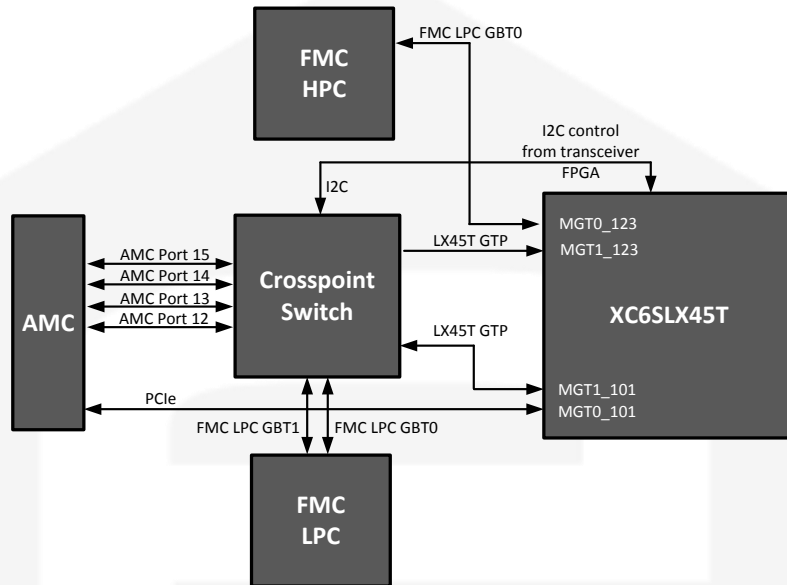 FMC LPC GBT0
FMC
HPC
I2C control
from transceiver
FPGA
I2C
MGT0_123
MGT1_123
LX45T GTP
AMC Port 15
AMC Port 14
AMC Port 13
AMC Port 12
Crosspoint
Switch
AMC
XC6SLX45T
LX45T GTP
MGT1_101
MGT0_101
PCIe
FMC LPC GBT1
FMC LPC GBT0
FMC
LPC